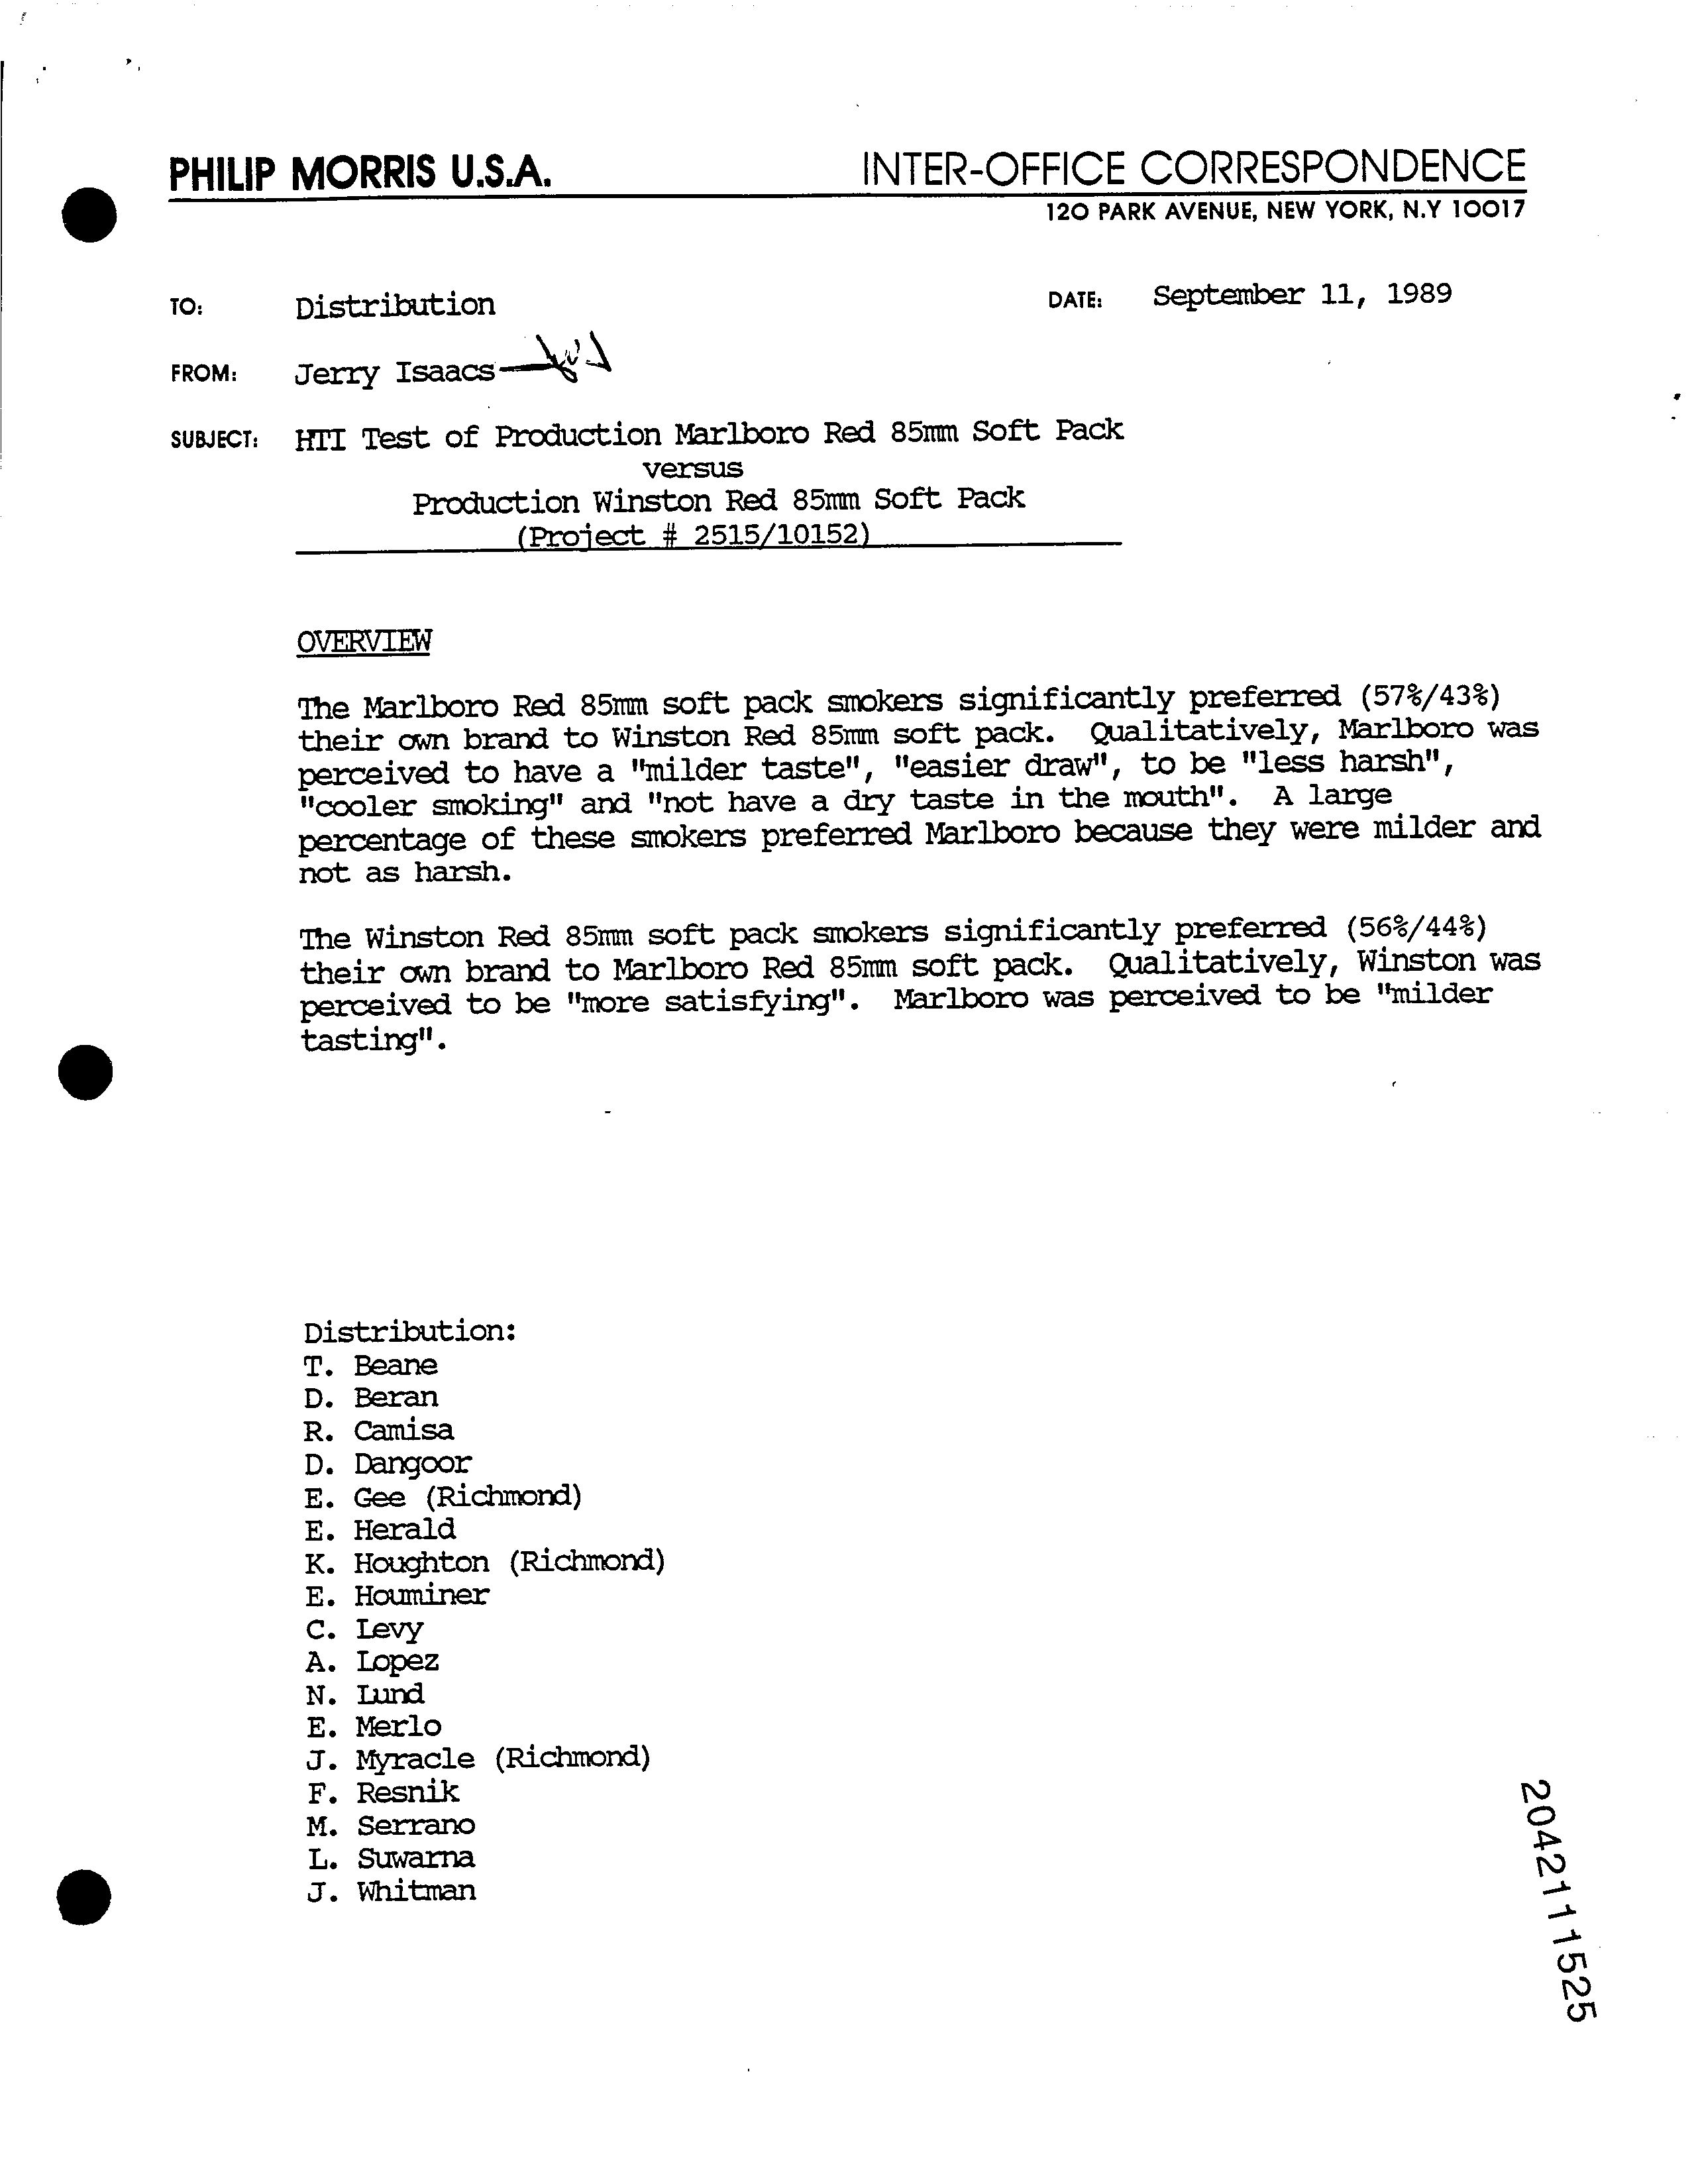 PHILIP MORRIS U.S.A. INTER-OFFICE CORRESPONDENCE
120 PARK AVENUE, NEW YORK, N.Y 10017
TO: Distribution DATE: September 11, 1989
FROM: Jerry Isaacs
SUBJECT: HTI Test of Production Marlboro Red 85mm Soft Pack
versus
Production Winston Red 85mm Soft Pack
(Project # 2515/10152)
OVERVIEW
The Marlboro Red 85mm soft pack smokers significantly preferred (57%/43%)
their own brand to Winston Red 85mm soft pack. Qualitatively, Marlboro was
perceived to have a "milder taste", "easier draw", to be "less harsh",
"cooler smoking" and "not have a dry taste in the mouth". A large
percentage of these smokers preferred Marlboro because they were milder and
not as harsh.
The Winston Red 85mm soft pack smokers significantly preferred (56%/44%)
their own brand to Marlboro Red 85mm soft pack. Qualitatively, Winston was
perceived to be "more satisfying". Marlboro was perceived to be "milder
tasting".
Distribution:
T. Beane
D. Beran
R. Camisa
D. Dangoor
E. Gee (Richmond)
E. Herald
K. Houghton (Richmond)
E. Houminer
C. Levy
A. Lopez
N. Lund
E. Merlo
J. Myracle (Richmond)
F. Resnik
M. Serrano
L. Suwarna
J. Whitman
2042111525